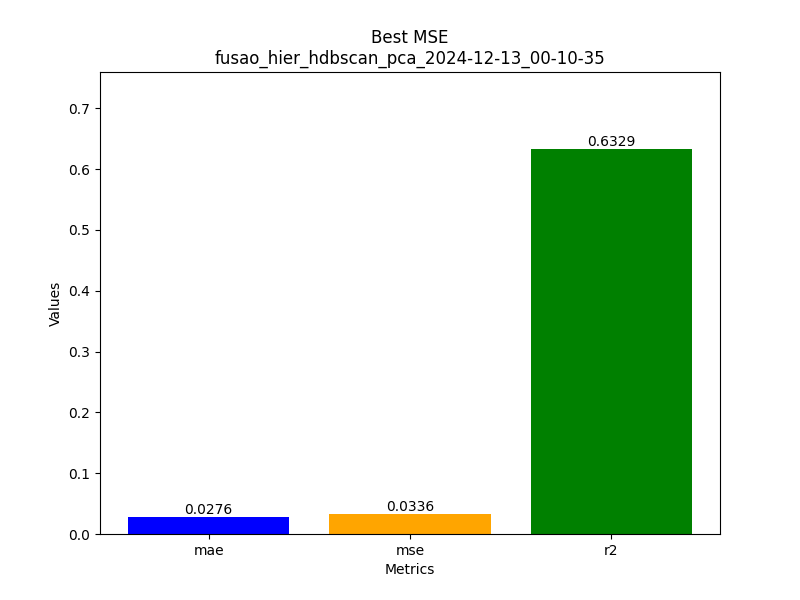 Best MSE
fusao_hier_hdbscan_pca_2024-12-13_00-10-35
0.7
0.6
0.5
0.4
0.3
0.2
0.1
0.0
Values
0.0276
0.0336
0.6329
mae
mse
r2
Metrics